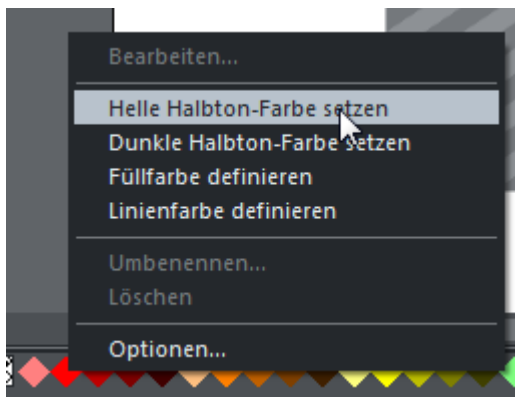 Bearbeiten...
Helle Halbton-Farbe setzen
Dunkle Halbton-Farbe setzen
Füllfarbe definieren
Linienfarbe definieren
Umbenennen...
Löschen
Optionen...